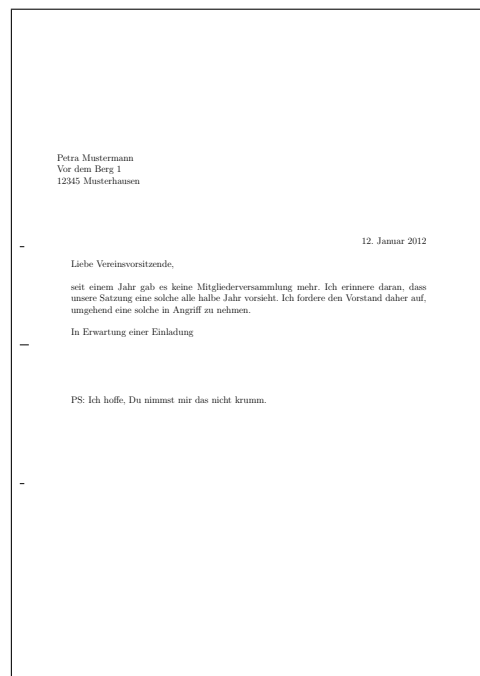 Petra Mustermann
Vor dem Berg 1
12345 Musterhausen
12. Januar 2012
Liebe Vereinsvorsitzende,
seit einem Jahr gab es keine Mitgliederversammlung mehr. Ich erinnere daran, dass
unsere Satzung eine solche alle halbe Jahr vorsieht. Ich fordere den Vorstand daher auf,
umgehend eine solche in Angriff zu nehmen.
In Erwartung einer Einladung
PS: Ich hoffe, Du nimmst mir das nicht krumm.